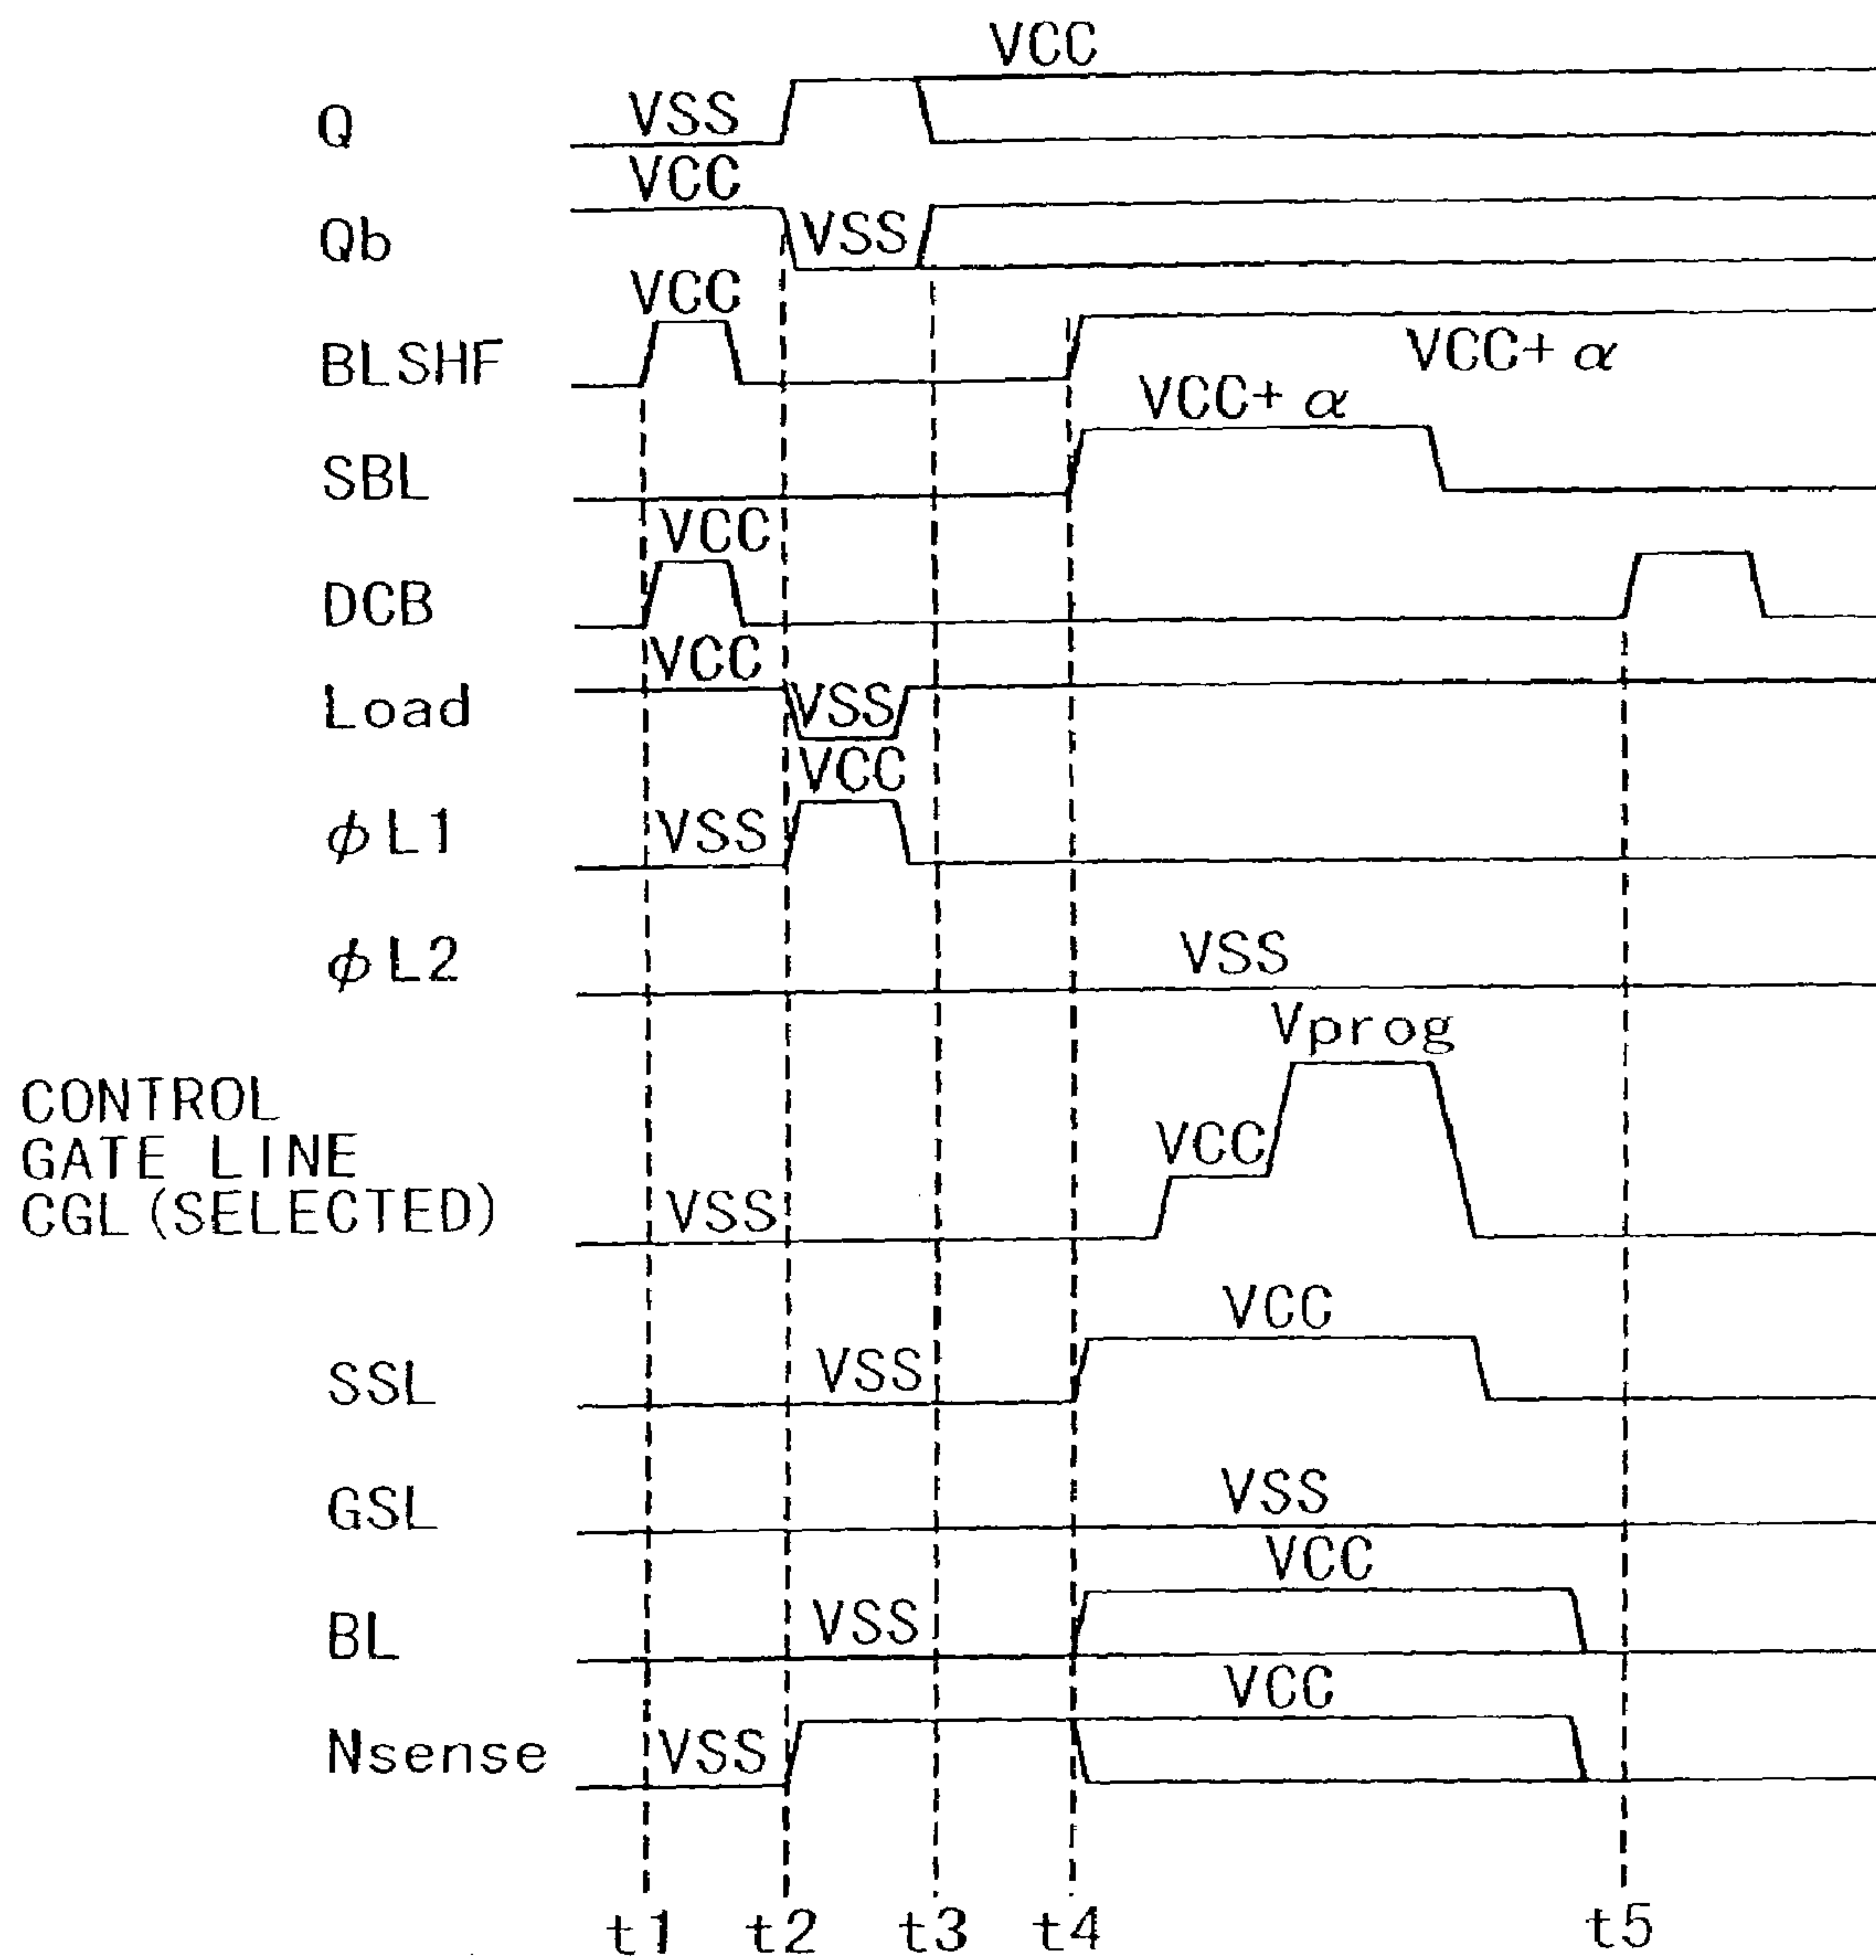 VCC
Q VSS
VCC
Qb VSS
VCC
BLSHF VCC+ α
VCC+ α
SBL
VCC
DCB
VCC
Load VSS
VCC
φL1 VSS
φL2 VSS
Vprog
CONTROL
GATE LINE VCC
CGL(SELECTED) VSS
VCC
SSL VSS
GSL VSS
VCC
BL VSS
VCC
Nsense VSS
t1 t2 t3 t4 t5